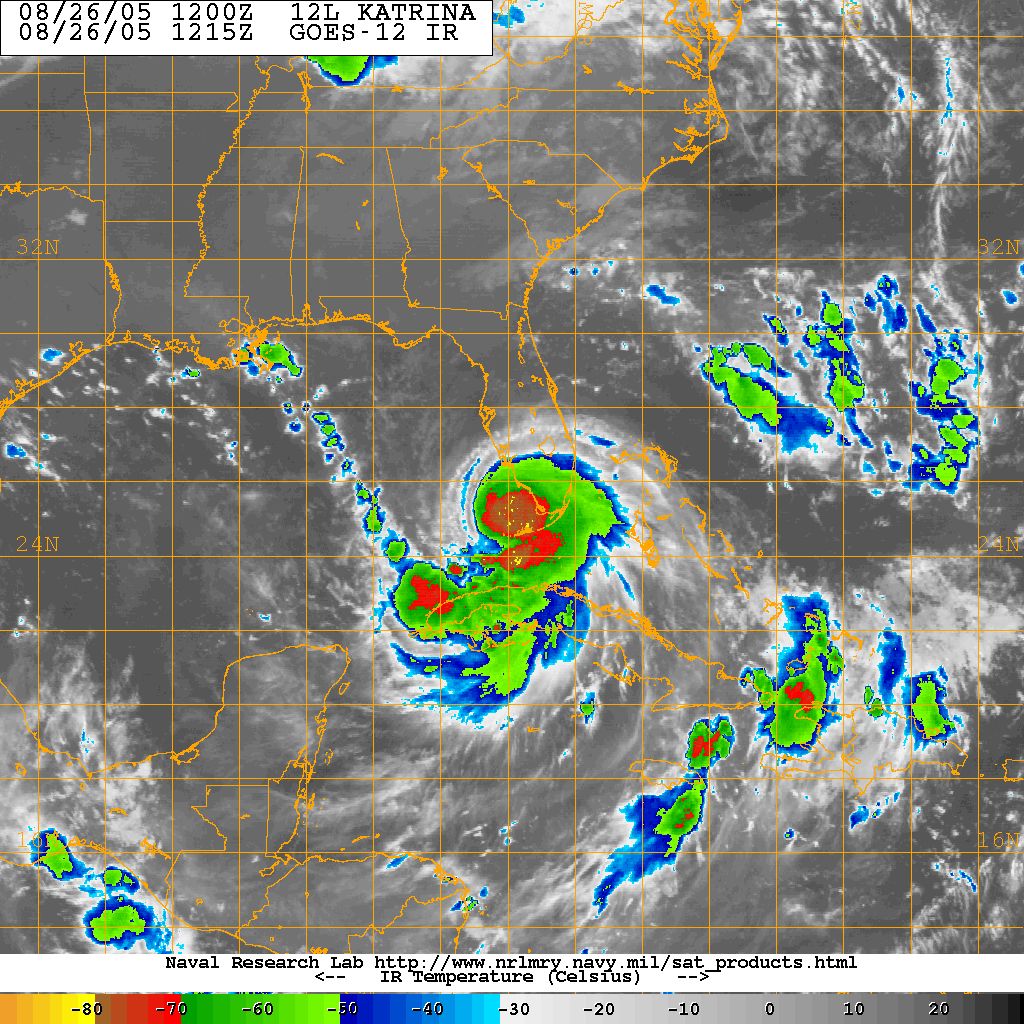 08/26/05 1200Z 12L KATRINA
08/26/05 1215Z GOES-12 IR
32N 32N
24N 24N
16N
Naval Research Lab http://www.nrlmry.navy.mil/sat_products.html
<-- IR Temperature (Celsius) -->
-80 -70 -60 -50 -40 -30 -20 -10 0 10 20